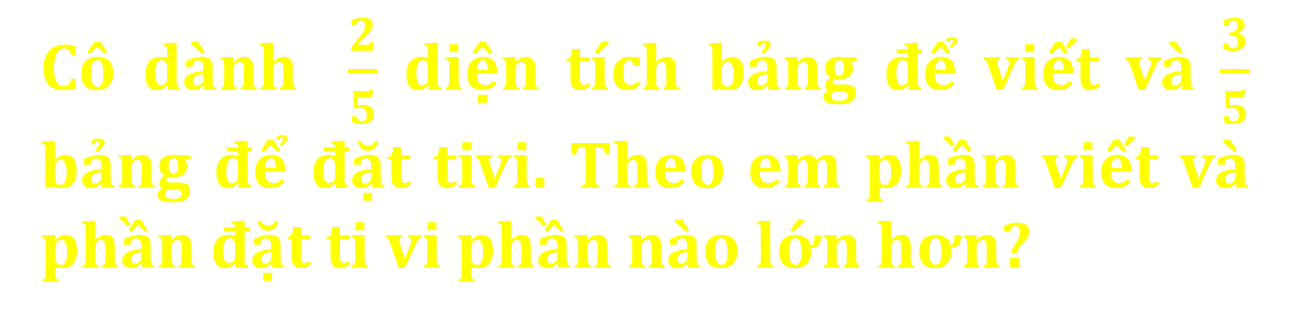 Cô dành 2/5 diện tích bảng để viết và 3/5
bảng để đặt tivi. Theo em phần viết và
phần đặt ti vi phần nào lớn hơn?